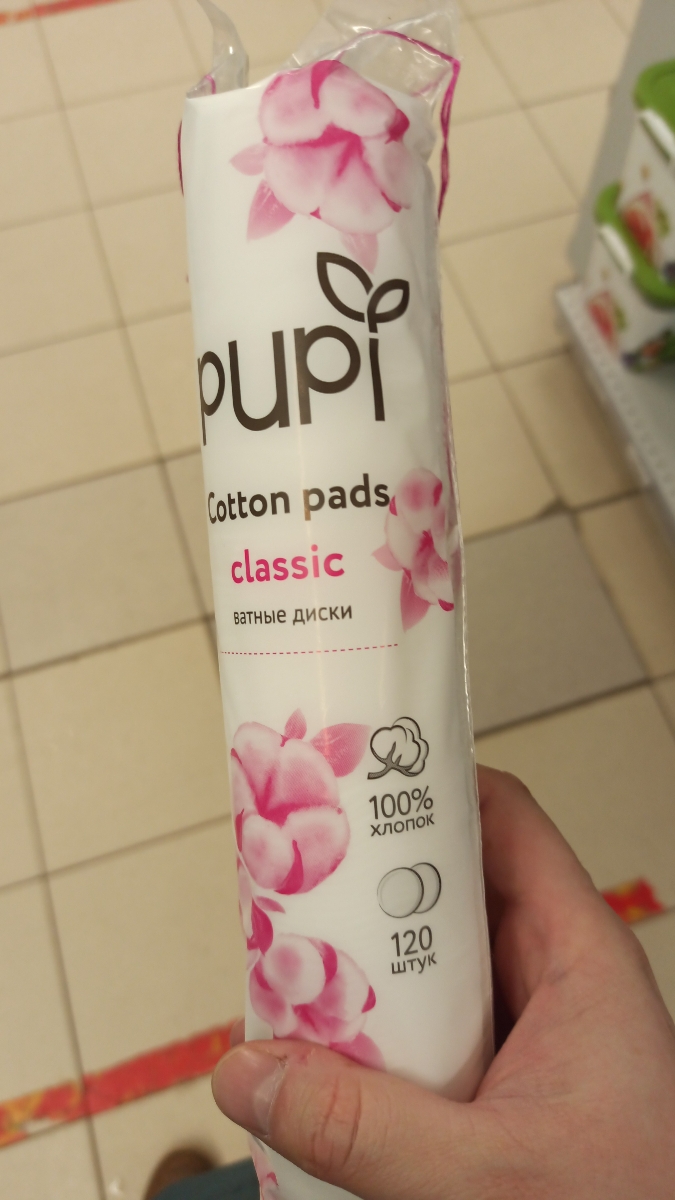 pupi
Cotton pads
classic
ватные диски
100%
хлопок
120
штук